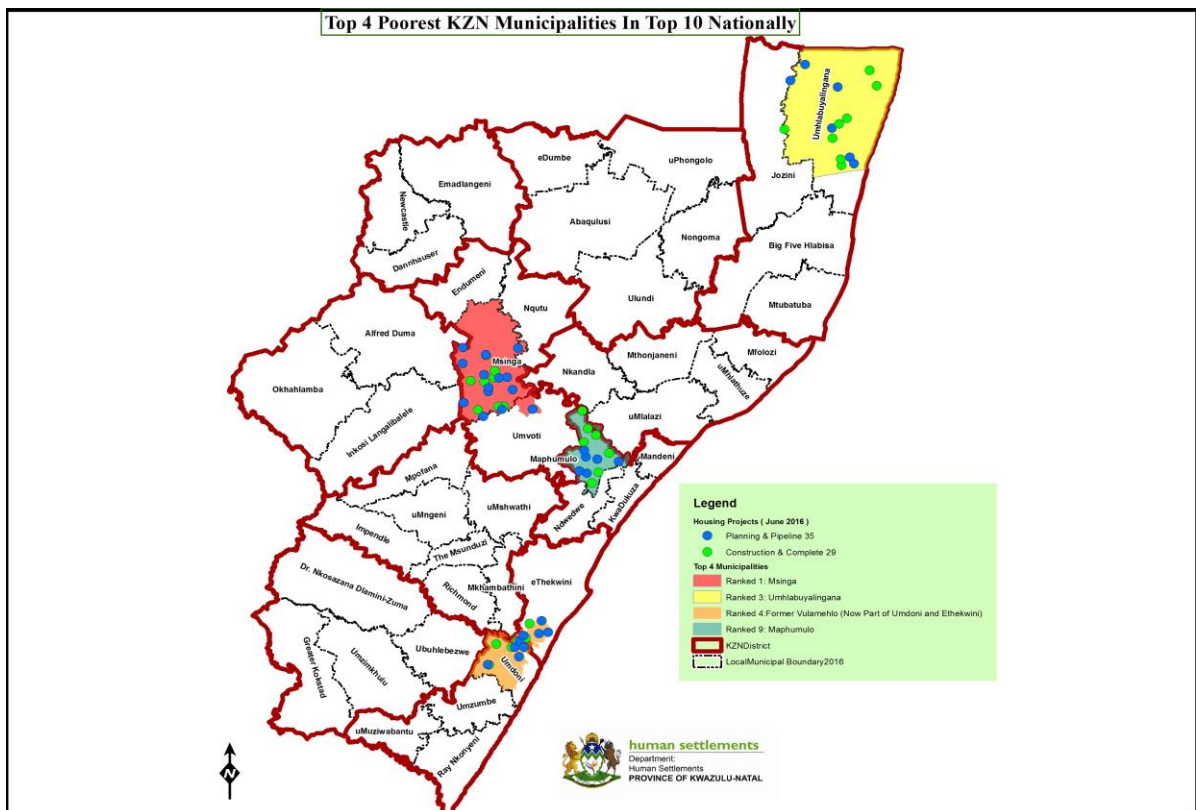 Top 4 Poorest KZN Municipalities In Top 10 Nationally
Umhlabuyalingana
eDumbe
uPhongolo
Emadlangeni
Jozini
Newcastle
Abaqulusi
Nongoma
Big Five Hlabisa
Dannhauser
Endumeni
Ulundi
Mtubatuba
Nqutu
Alfred Duma
Msinga
Mthonjaneni
Mfolozi
Nkandla
uMhlathuze
Okhahlamba
uMlalazi
Inkosi Langalibalele
Umvoti
Maphumulo
Mandeni
Mpofana
KwaDukuza
Ndwedwe
uMshwathi
uMngeni
Impendle
The Msunduzi
Dr. Nkosazana Dlamini-Zuma
Richmond
Mkhambathini
eThekwini
Ubuhlebezwe
Umdoni
Greater Kokstad
Umzimkhulu
Umzumbe
uMuziwabantu
Ray Nkonyeni
Legend
Housing Projects ( June 2016 )
Planning & Pipeline 35
Construction & Complete 29
Top 4 Municipalities
Ranked 1: Msinga
Ranked 3: Umhlabuyalingana
Ranked 4:Former Vulamehlo (Now Part of Umdoni and Ethekwini)
Ranked 9: Maphumulo
KZNDistrict
LocalMunicipal Boundary2016
N
human settlements
Department:
Human Settlements
PROVINCE OF KWAZULU-NATAL